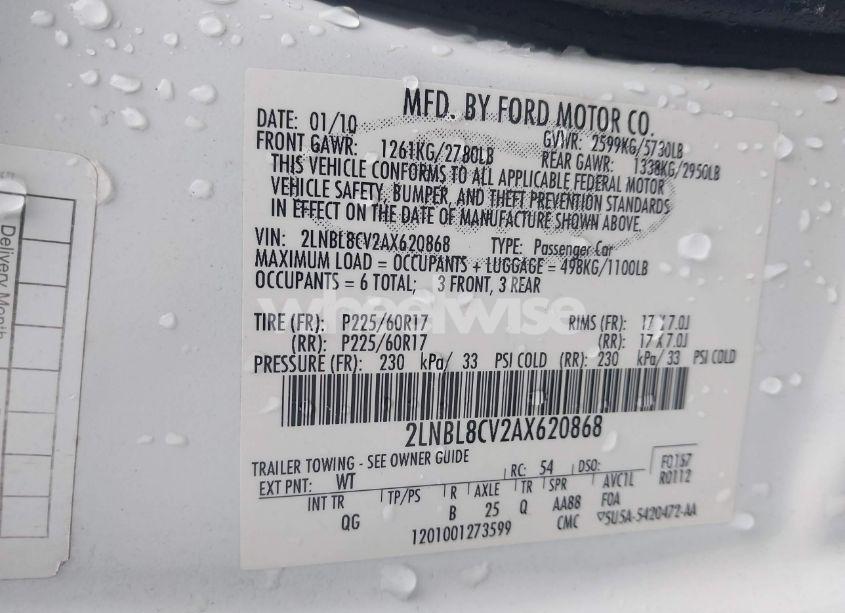 MFD. BY FORD MOTOR CO.
DATE: 01/10 GVWR: 2599KG/5730LB
FRONT GAWR: 1261KG/2780LB REAR GAWR: 1338KG/2950LB
THIS VEHICLE CONFORMS TO ALL APPLICABLE FEDERAL MOTOR
VEHICLE SAFETY, BUMPER, AND THEFT PREVENTION STANDARDS
IN EFFECT ON THE DATE OF MANUFACTURE SHOWN ABOVE.
VIN: 2LNBL8CV2AX620868 TYPE: Passenger Car
MAXIMUM LOAD = OCCUPANTS + LUGGAGE = 498KG/1100LB
OCCUPANTS = 6 TOTAL; 3 FRONT, 3 REAR
wheelwise
TIRE (FR): P225/60R17 RIMS (FR): 17 X 7.0J
(RR): P225/60R17 (RR): 17 X 7.0J
PRESSURE (FR): 230 kPa/ 33 PSI COLD (RR): 230 kPa/ 33 PSI COLD
2LNBL8CV2AX620868
TRAILER TOWING - SEE OWNER GUIDE
EXT PNT: WT RC: 54 DSO: F0157
R0112
INT TR TP/PS R AXLE TR SPR AVC1L
QG B 25 Q AA88 FOA
1201001273599 CMC ▽5U5A-5420472-AA
Delivery Month